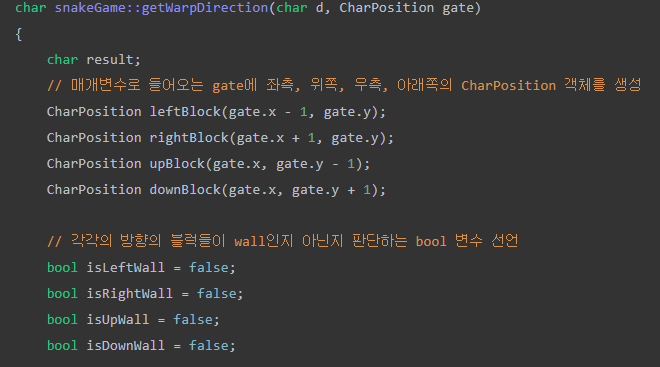 char snakeGame::getWarpDirection(char d, CharPosition gate)
{
char result;
// 매개변수로 들어오는 gate에 좌측, 위쪽, 우측, 아래쪽의 CharPosition 객체를 생성
CharPosition leftBlock(gate.x - 1, gate.y);
CharPosition rightBlock(gate.x + 1, gate.y);
CharPosition upBlock(gate.x, gate.y - 1);
CharPosition downBlock(gate.x, gate.y + 1);
// 각각의 방향의 블럭들이 wall인지 아닌지 판단하는 bool 변수 선언
bool isLeftWall = false;
bool isRightWall = false;
bool isUpWall = false;
bool isDownWall = false;